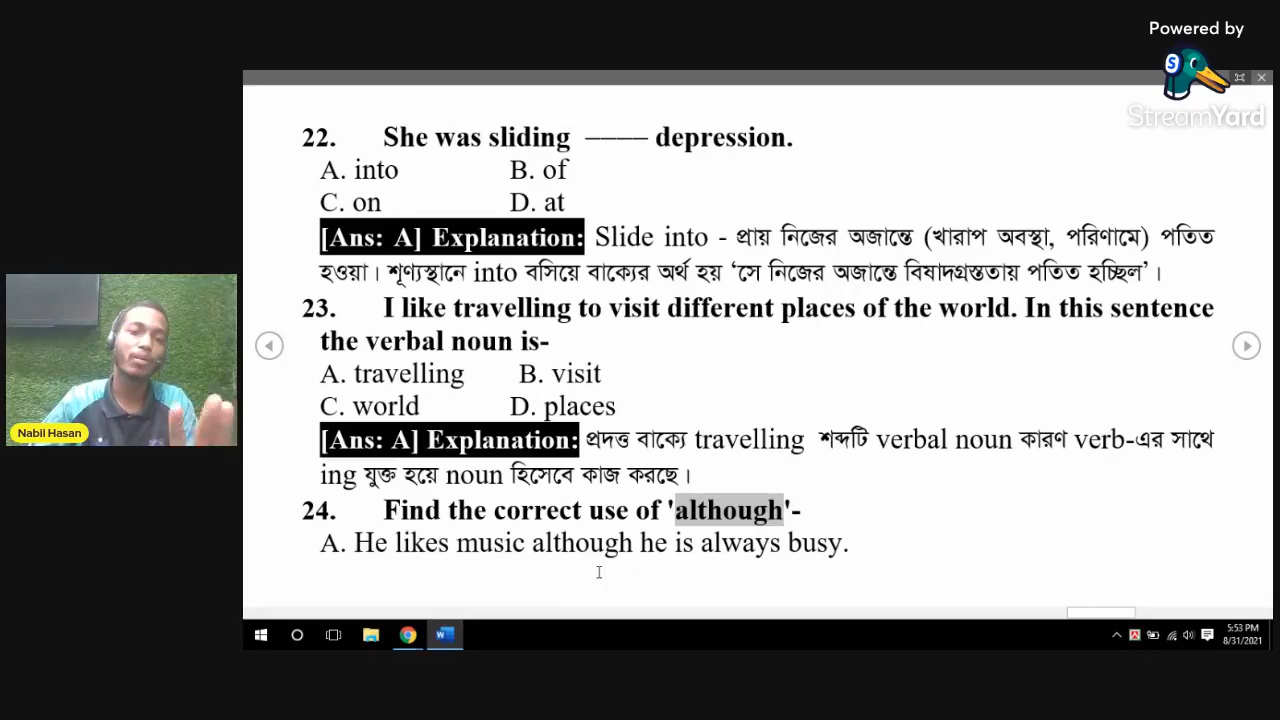 Powered by
StreamYard
22. She was sliding ——— depression.
A. into B. of
C. on D. at
[Ans: A] Explanation: Slide into - প্রায় নিজের অজান্তে (খারাপ অবস্থা, পরিণামে) পতিত
হওয়া। শূণ্যস্থানে into বসিয়ে বাক্যের অর্থ হয় ‘সে নিজের অজান্তে বিষাদগ্রস্ততায় পতিত হচ্ছিল’।
23. I like travelling to visit different places of the world. In this sentence
the verbal noun is-
A. travelling B. visit
C. world D. places
[Ans: A] Explanation: প্রদত্ত বাক্যে travelling শব্দটি verbal noun কারণ verb-এর সাথে
ing যুক্ত হয়ে noun হিসেবে কাজ করছে।
24. Find the correct use of 'although'-
A. He likes music although he is always busy.
Nabil Hasan
5:53 PM
8/31/2021